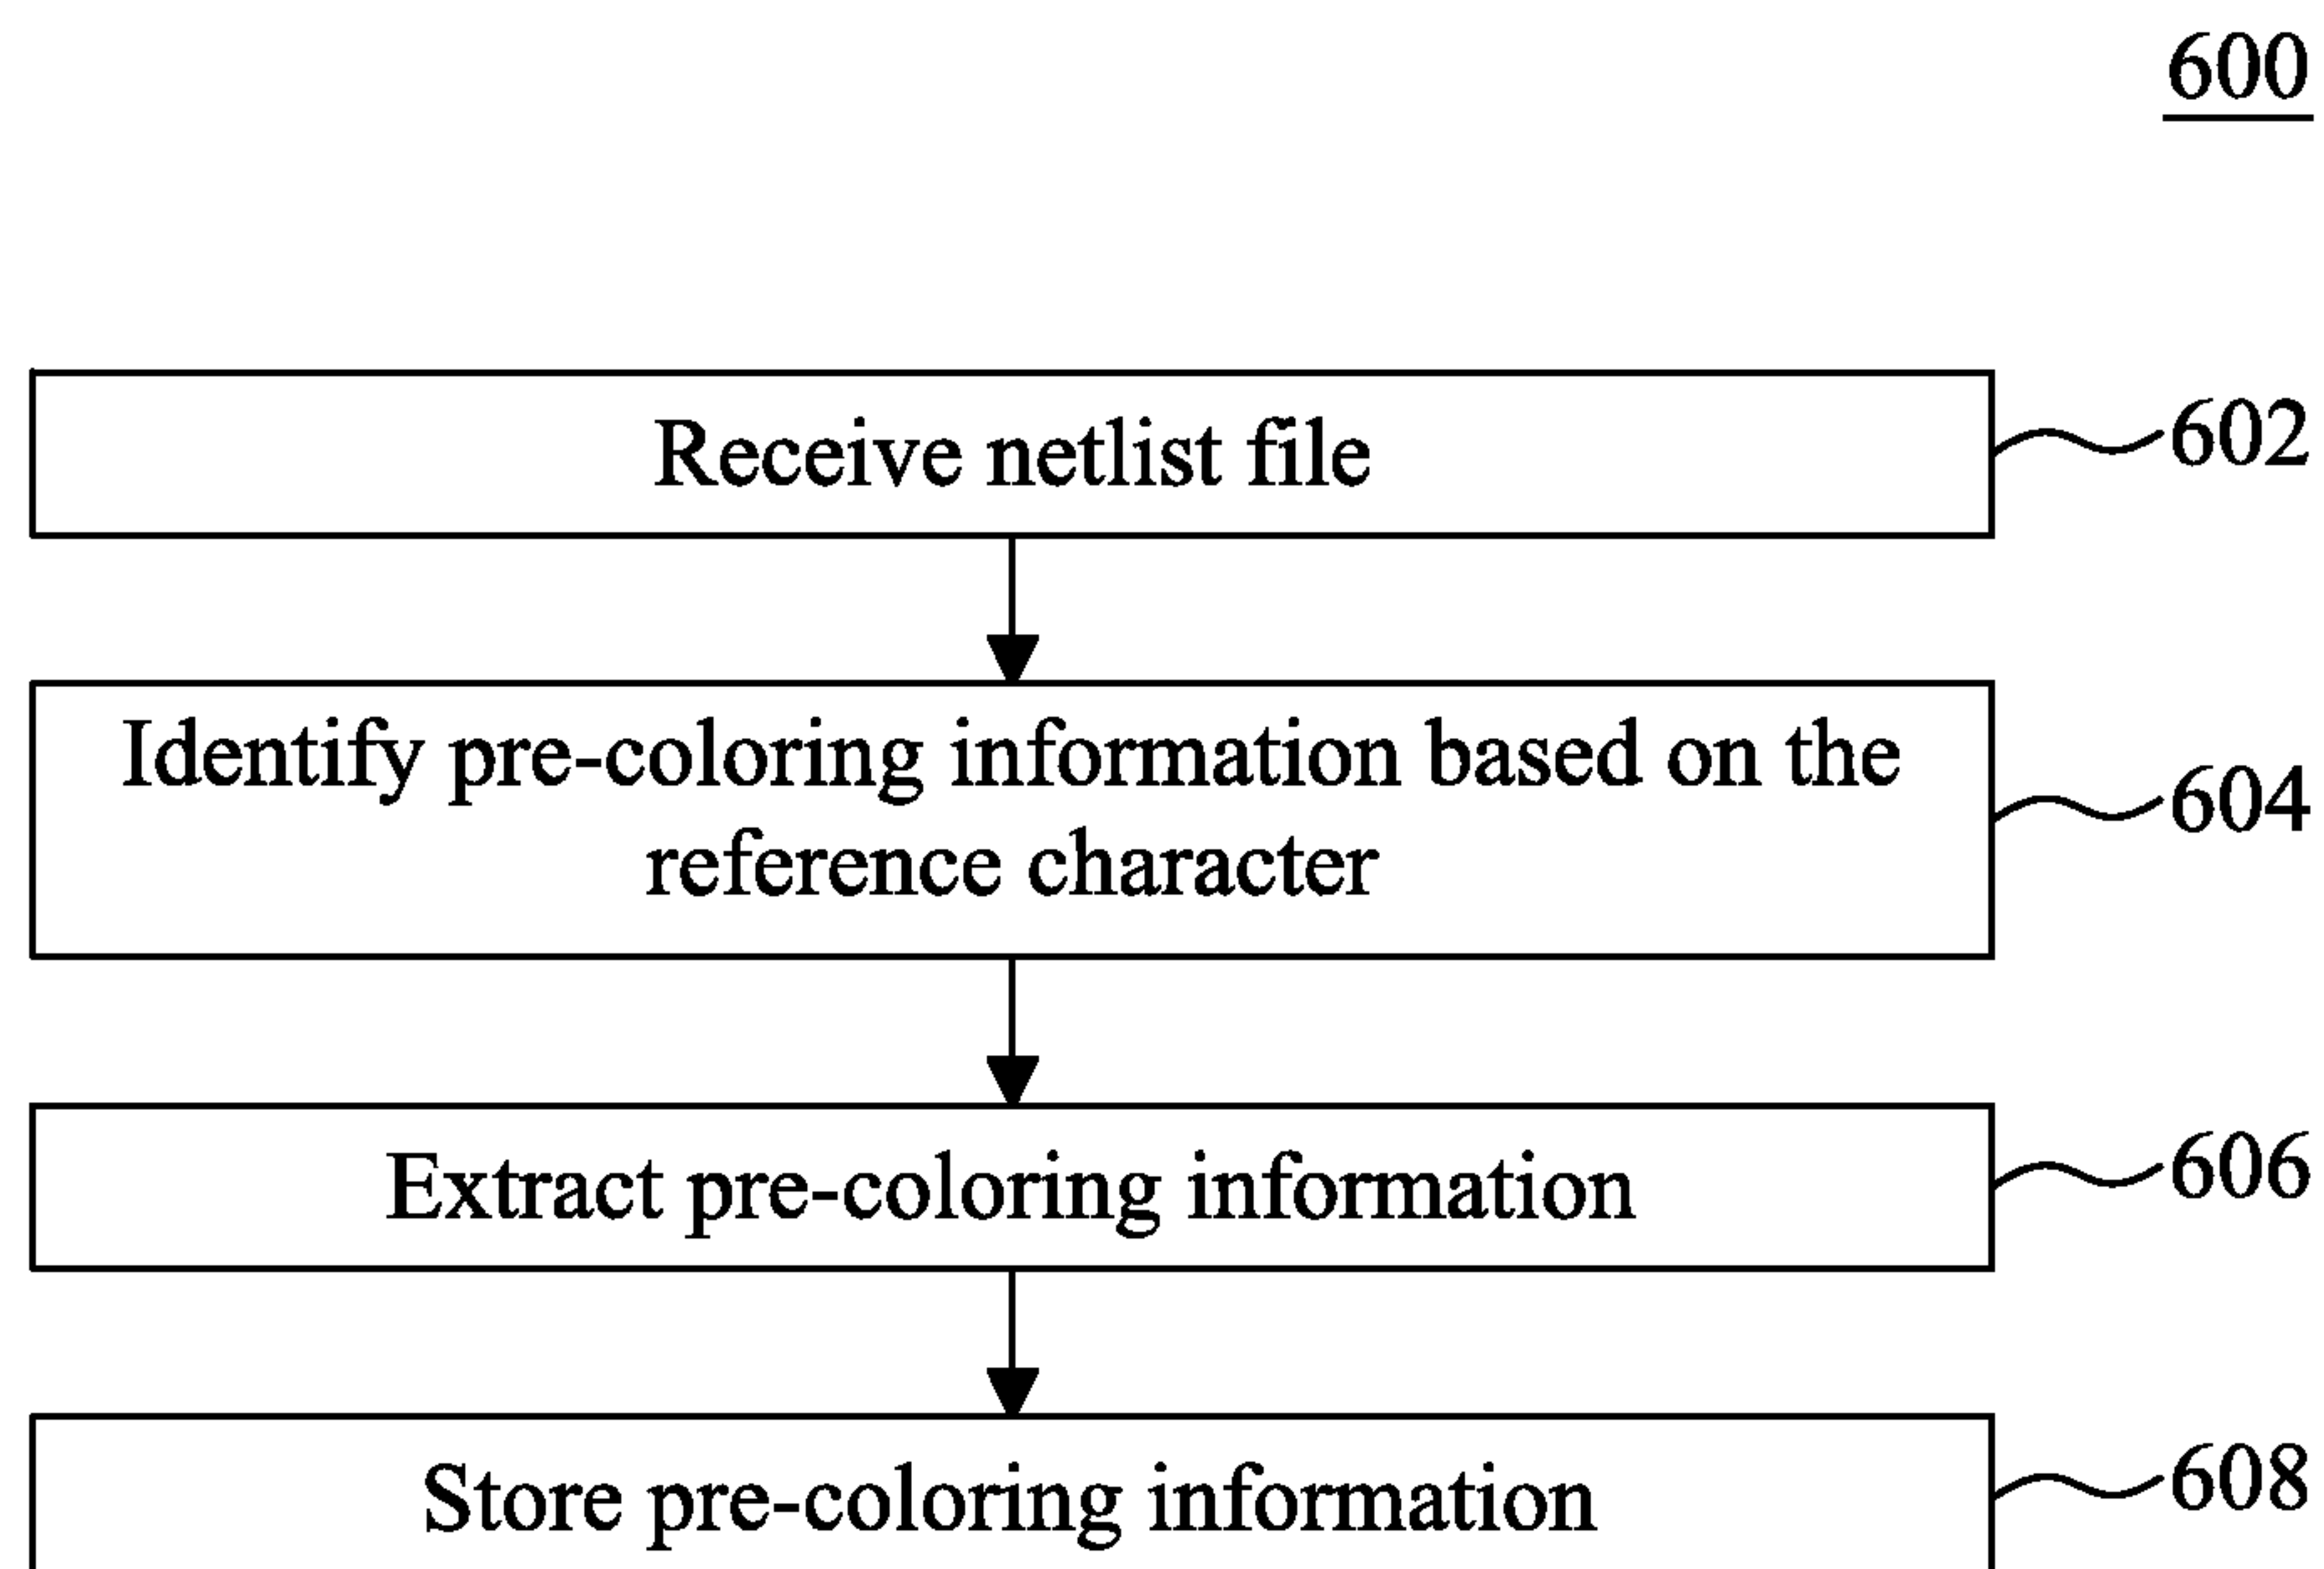 600
Receive netlist file
602
Identify pre-coloring information based on the
reference character
604
Extract pre-coloring information
606
Store pre-coloring information
608